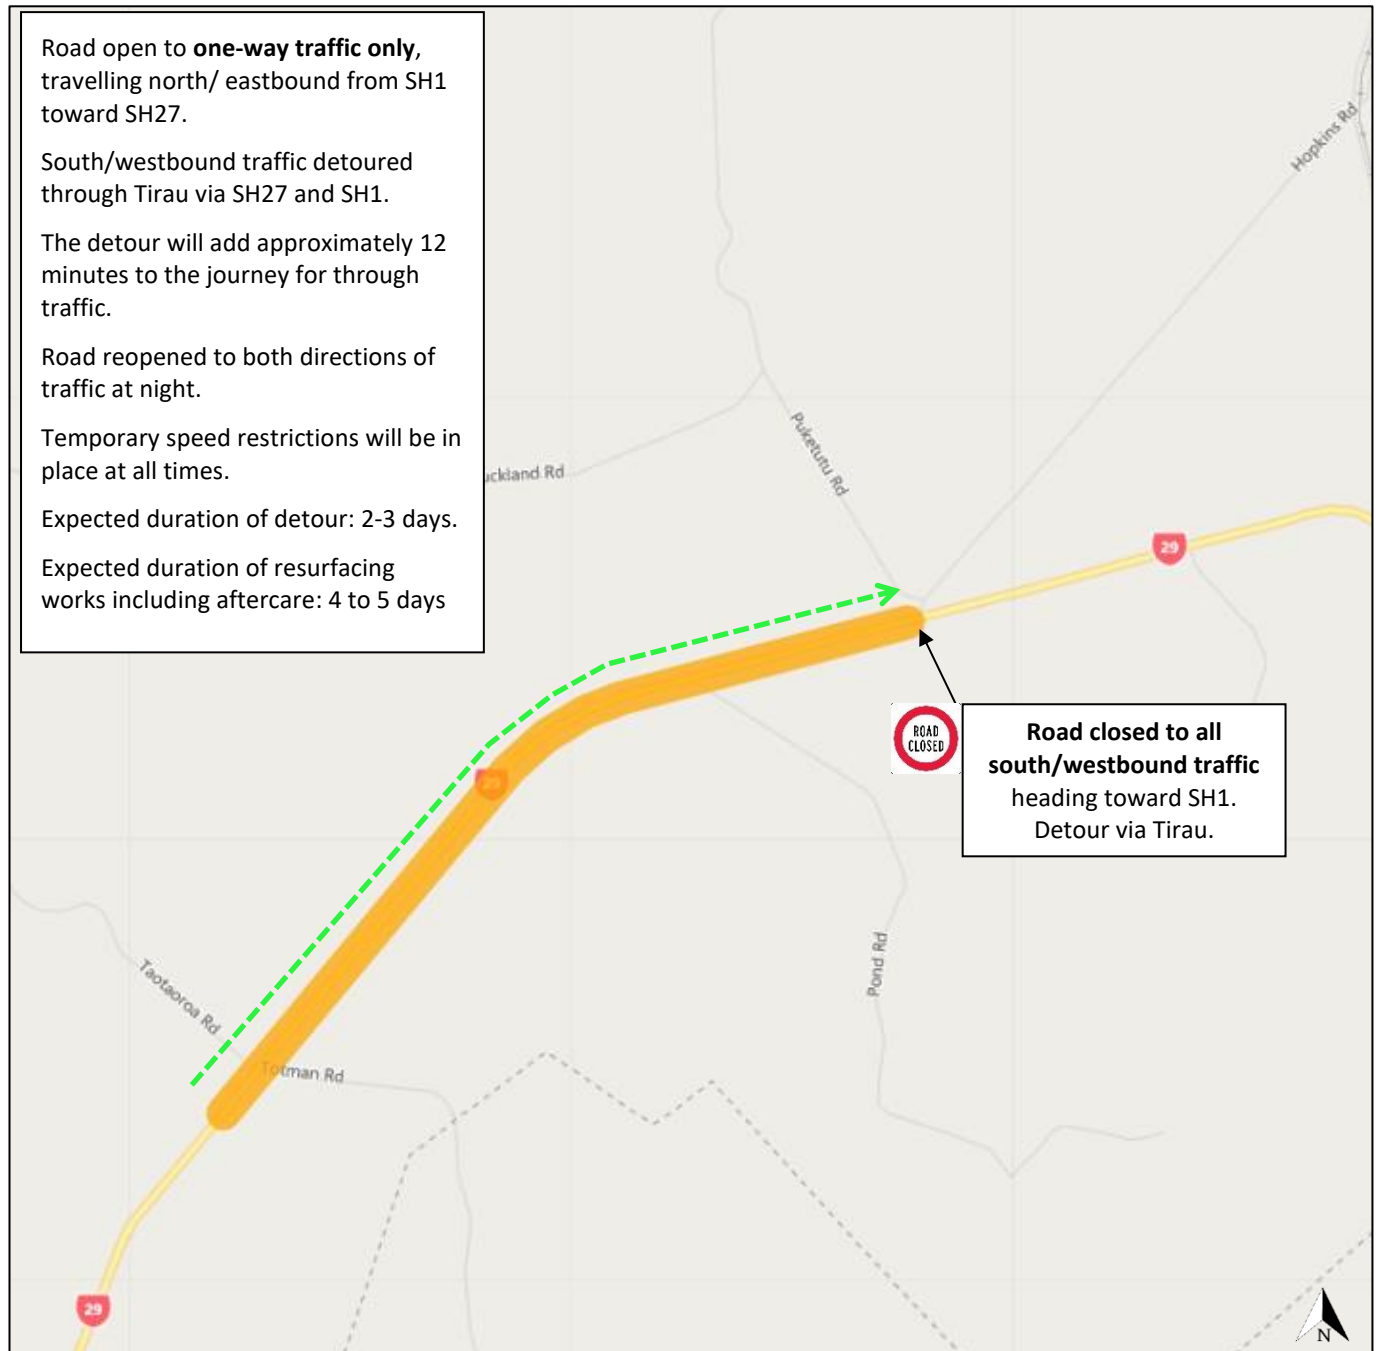 Road open to one-way traffic only,
travelling north/ eastbound from SH1
toward SH27.
South/westbound traffic detoured
through Tirau via SH27 and SH1.
The detour will add approximately 12
minutes to the journey for through
traffic.
Road reopened to both directions of
traffic at night.
Temporary speed restrictions will be in
place at all times.
Expected duration of detour: 2-3 days.
Expected duration of resurfacing
works including aftercare: 4 to 5 days
Hopkins Rd
Puketutu Rd
uckland Rd
29
ROAD
CLOSED
Road closed to all
south/westbound traffic
heading toward SH1.
Detour via Tirau.
29
Pond Rd
Taotaoroa Rd
Totman Rd
29
N